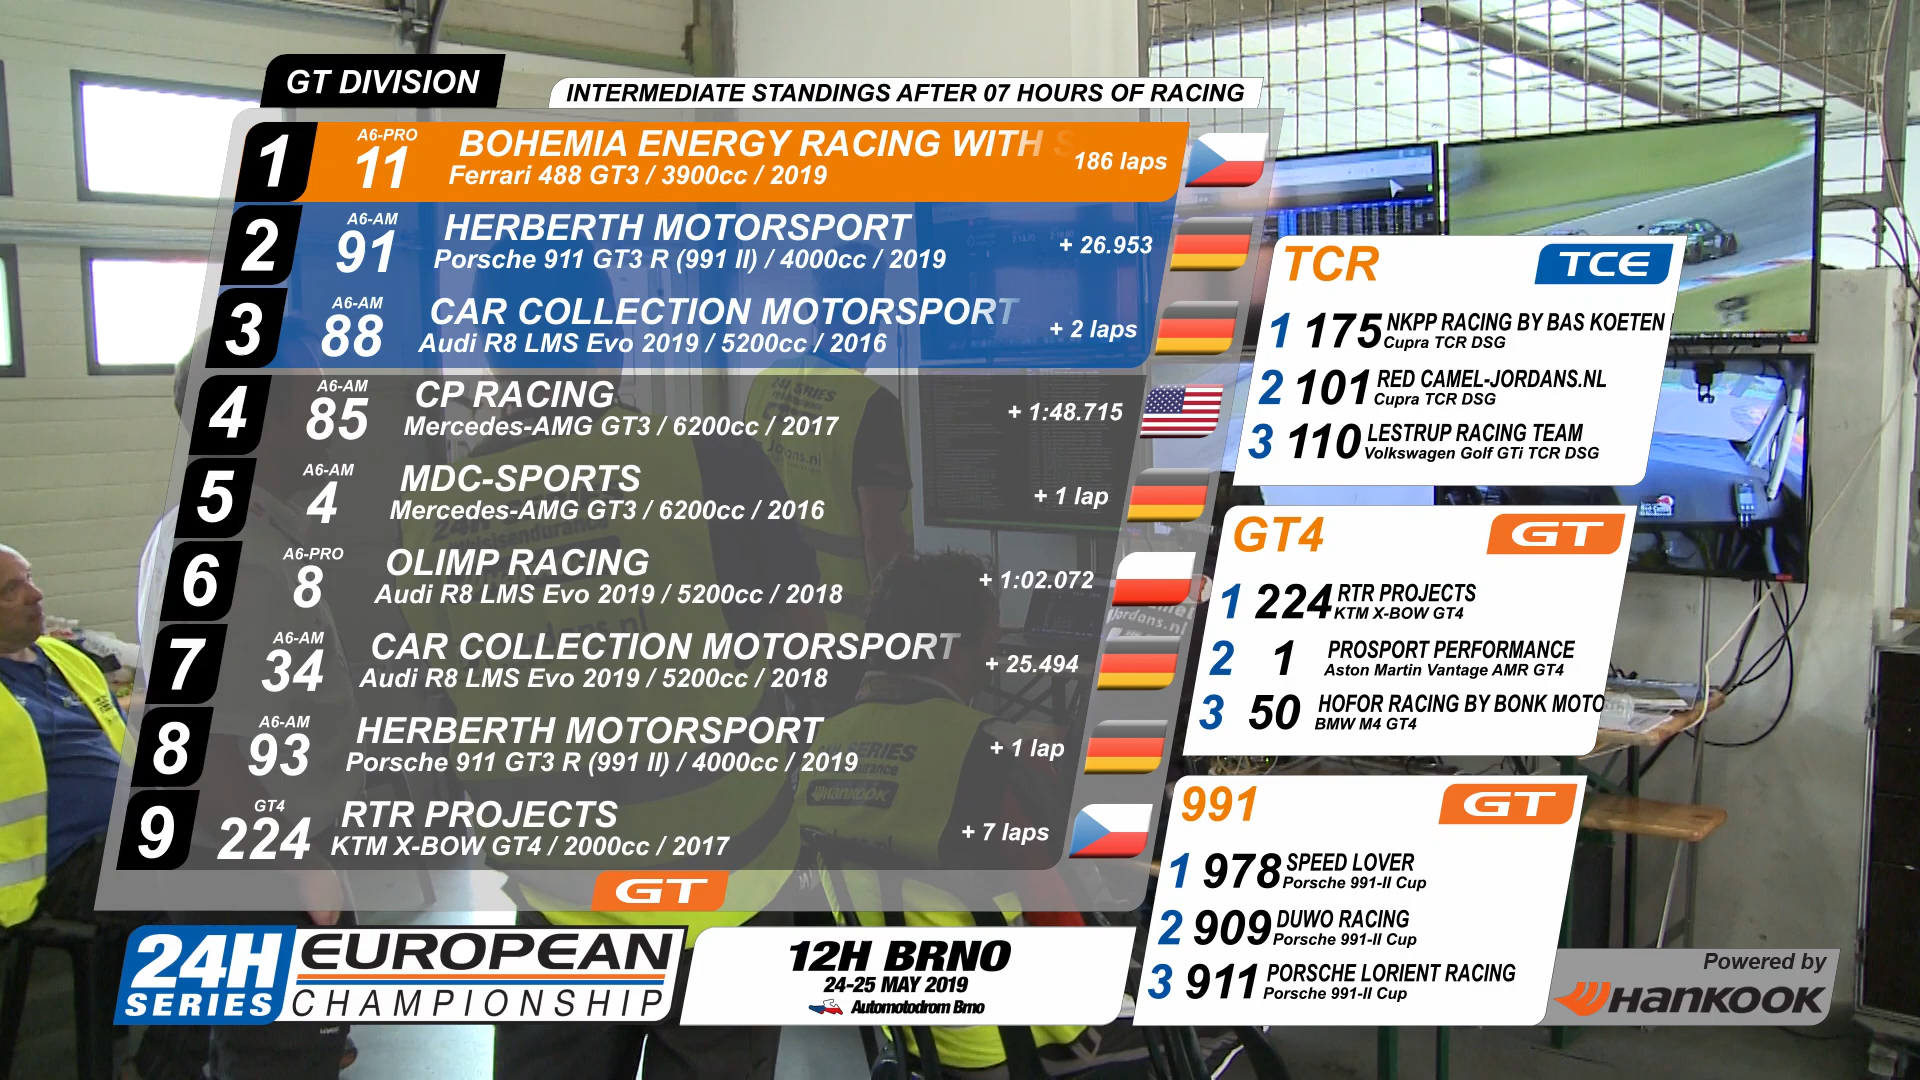 GT DIVISION
INTERMEDIATE STANDINGS AFTER 07 HOURS OF RACING
1 A6-PRO 11 BOHEMIA ENERGY RACING WITH S 186 laps
Ferrari 488 GT3 / 3900cc / 2019
2 A6-AM 91 HERBERTH MOTORSPORT + 26.953
Porsche 911 GT3 R (991 II) / 4000cc / 2019
3 A6-AM 88 CAR COLLECTION MOTORSPORT + 2 laps
Audi R8 LMS Evo 2019 / 5200cc / 2016
4 A6-AM 85 CP RACING + 1:48.715
Mercedes-AMG GT3 / 6200cc / 2017
5 A6-AM 4 MDC-SPORTS + 1 lap
Mercedes-AMG GT3 / 6200cc / 2016
6 A6-PRO 8 OLIMP RACING + 1:02.072
Audi R8 LMS Evo 2019 / 5200cc / 2018
7 A6-AM 34 CAR COLLECTION MOTORSPORT + 25.494
Audi R8 LMS Evo 2019 / 5200cc / 2018
8 A6-AM 93 HERBERTH MOTORSPORT + 1 lap
Porsche 911 GT3 R (991 II) / 4000cc / 2019
9 GT4 224 RTR PROJECTS + 7 laps
KTM X-BOW GT4 / 2000cc / 2017
GT
TCR TCE
1 175 NKPP RACING BY BAS KOETEN
Cupra TCR DSG
2 101 RED CAMEL-JORDANS.NL
Cupra TCR DSG
3 110 LESTRUP RACING TEAM
Volkswagen Golf GTi TCR DSG
GT4 GT
1 224 RTR PROJECTS
KTM X-BOW GT4
2 1 PROSPORT PERFORMANCE
Aston Martin Vantage AMR GT4
3 50 HOFOR RACING BY BONK MOTO
BMW M4 GT4
991 GT
1 978 SPEED LOVER
Porsche 991-II Cup
2 909 DUWO RACING
Porsche 991-II Cup
3 911 PORSCHE LORIENT RACING
Porsche 991-II Cup
24H SERIES EUROPEAN CHAMPIONSHIP
12H BRNO
24-25 MAY 2019
Automotodrom Brno
Powered by
HANKOOK